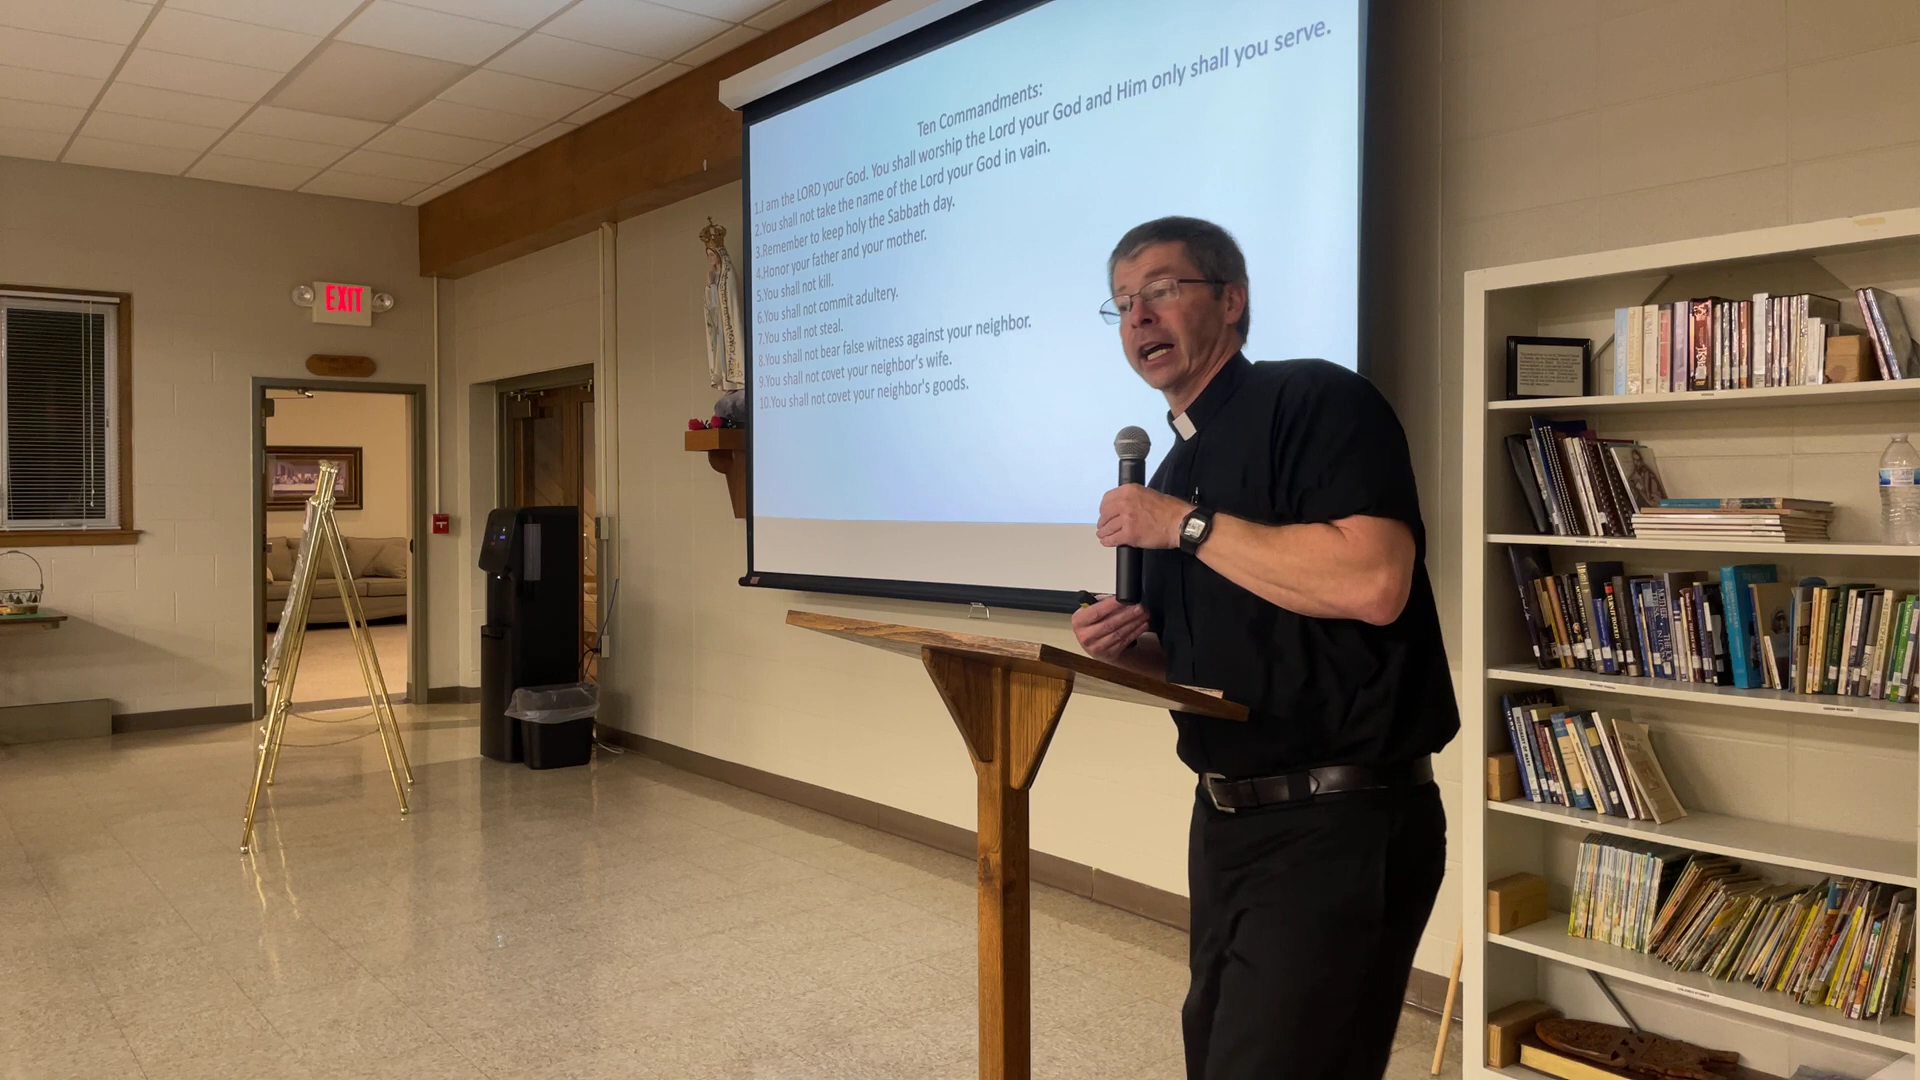 Ten Commandments:
1.I am the LORD your God. You shall worship the Lord your God and Him only shall you serve.
2.You shall not take the name of the Lord your God in vain.
3.Remember to keep holy the Sabbath day.
4.Honor your father and your mother.
5.You shall not kill.
6.You shall not commit adultery.
7.You shall not steal.
8.You shall not bear false witness against your neighbor.
9.You shall not covet your neighbor's wife.
10.You shall not covet your neighbor's goods.
EXIT